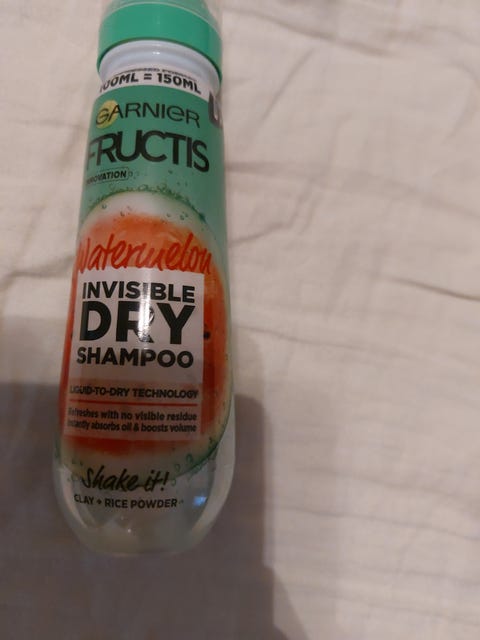 100ML = 150ML
GARNIER
FRUCTIS
INNOVATION
Watermelon
INVISIBLE
DRY
SHAMPOO
LIQUID-TO-DRY TECHNOLOGY
Refreshes with no visible residue
instantly absorbs oil & boosts volume
Shake it!
CLAY + RICE POWDER